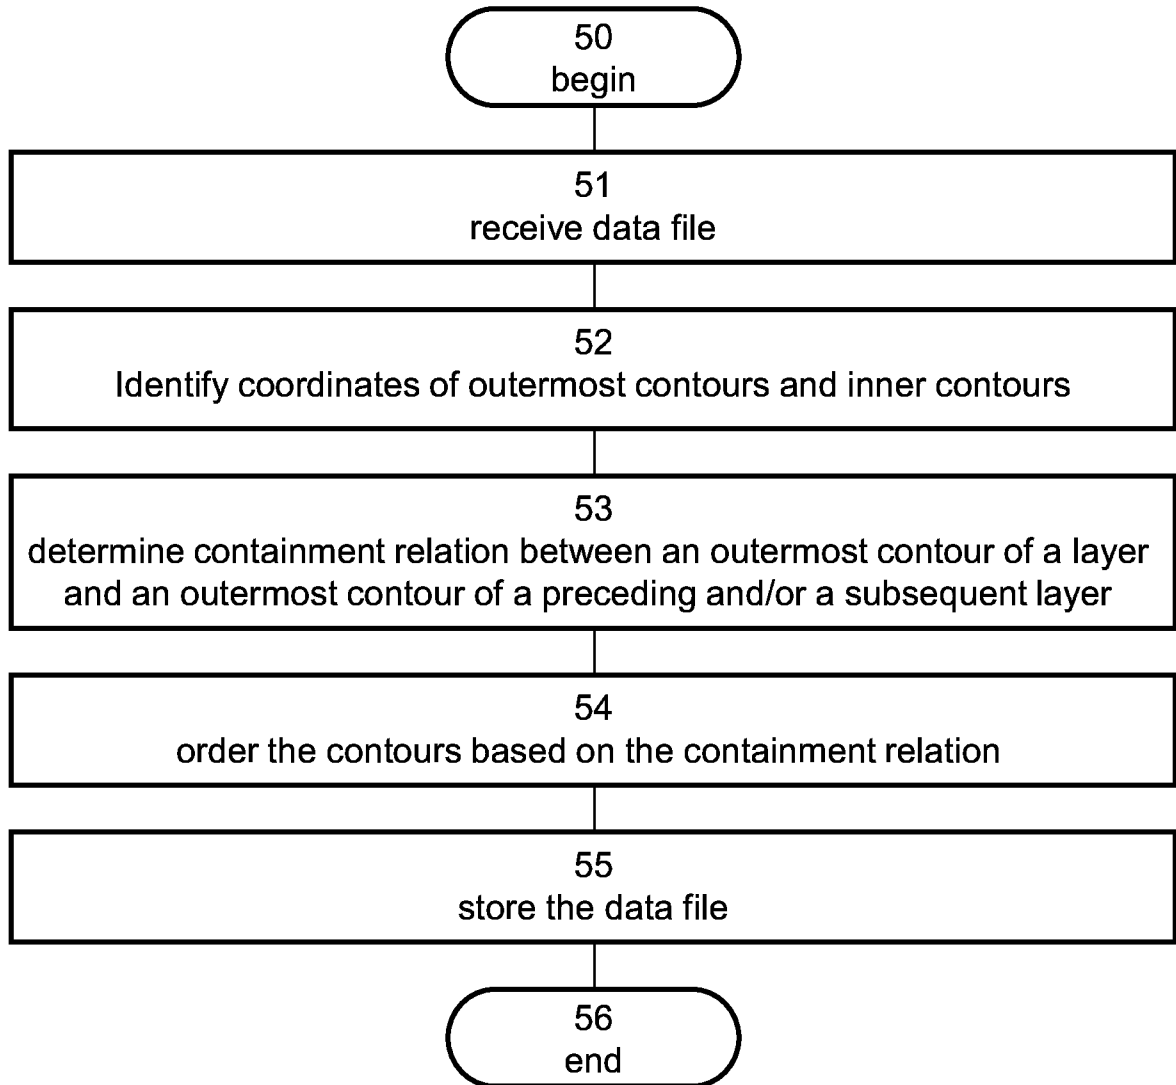 50
begin
51
receive data file
52
Identify coordinates of outermost contours and inner contours
53
determine containment relation between an outermost contour of a layer
and an outermost contour of a preceding and/or a subsequent layer
54
order the contours based on the containment relation
55
store the data file
56
end